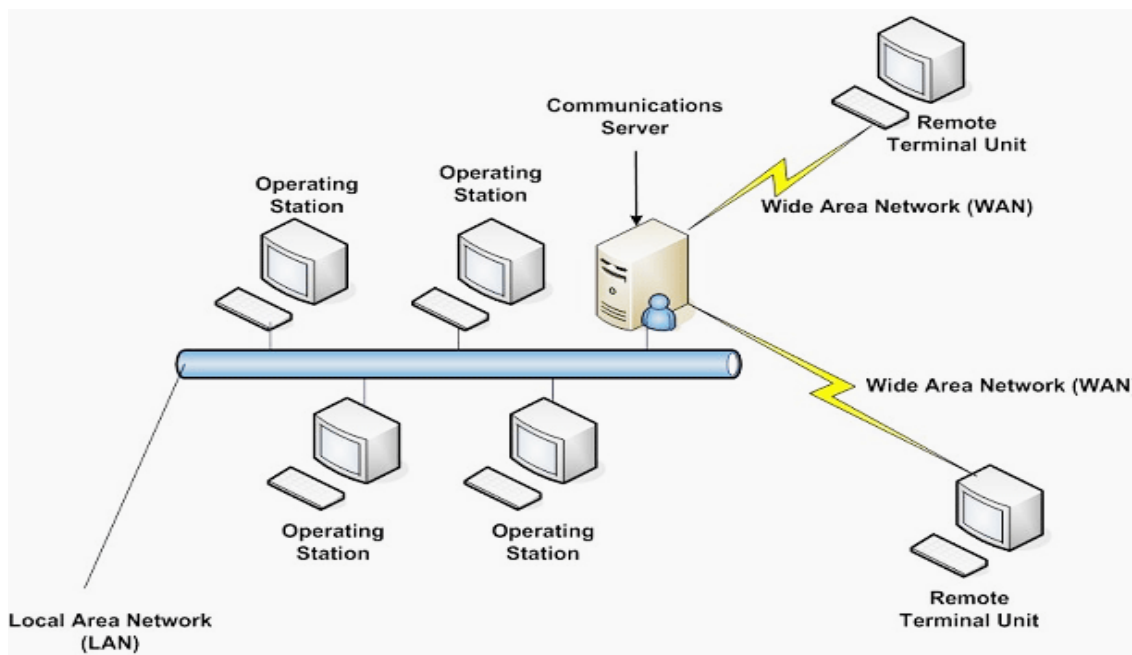 Communications
Server
Remote
Terminal Unit
Operating
Station
Operating
Station
Wide Area Network (WAN)
Wide Area Network (WAN
Operating
Station
Operating
Station
Remote
Terminal Unit
Local Area Network
(LAN)